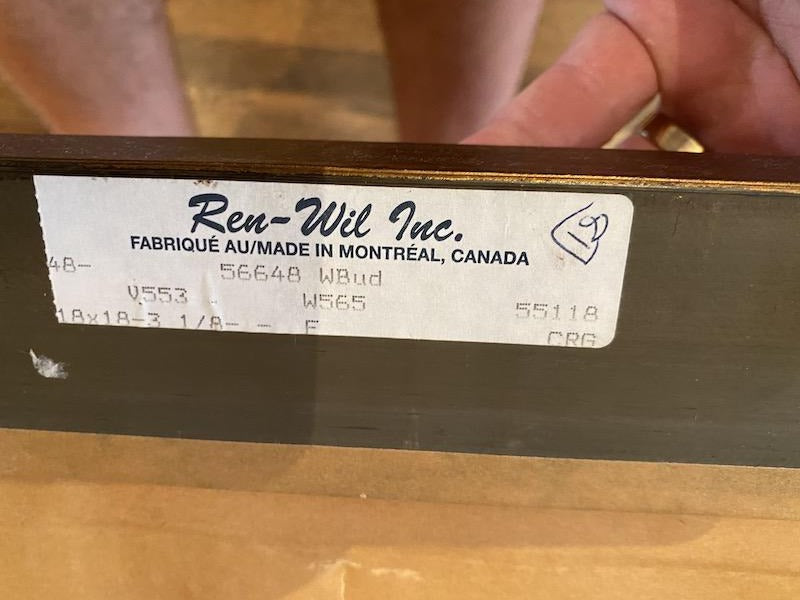 Ren-Wil Inc.
FABRIQUÉ AU/MADE IN MONTRÉAL, CANADA
48- 56648 WBud
V553 . W565 55118
18x18-3 1/8- - F CRG